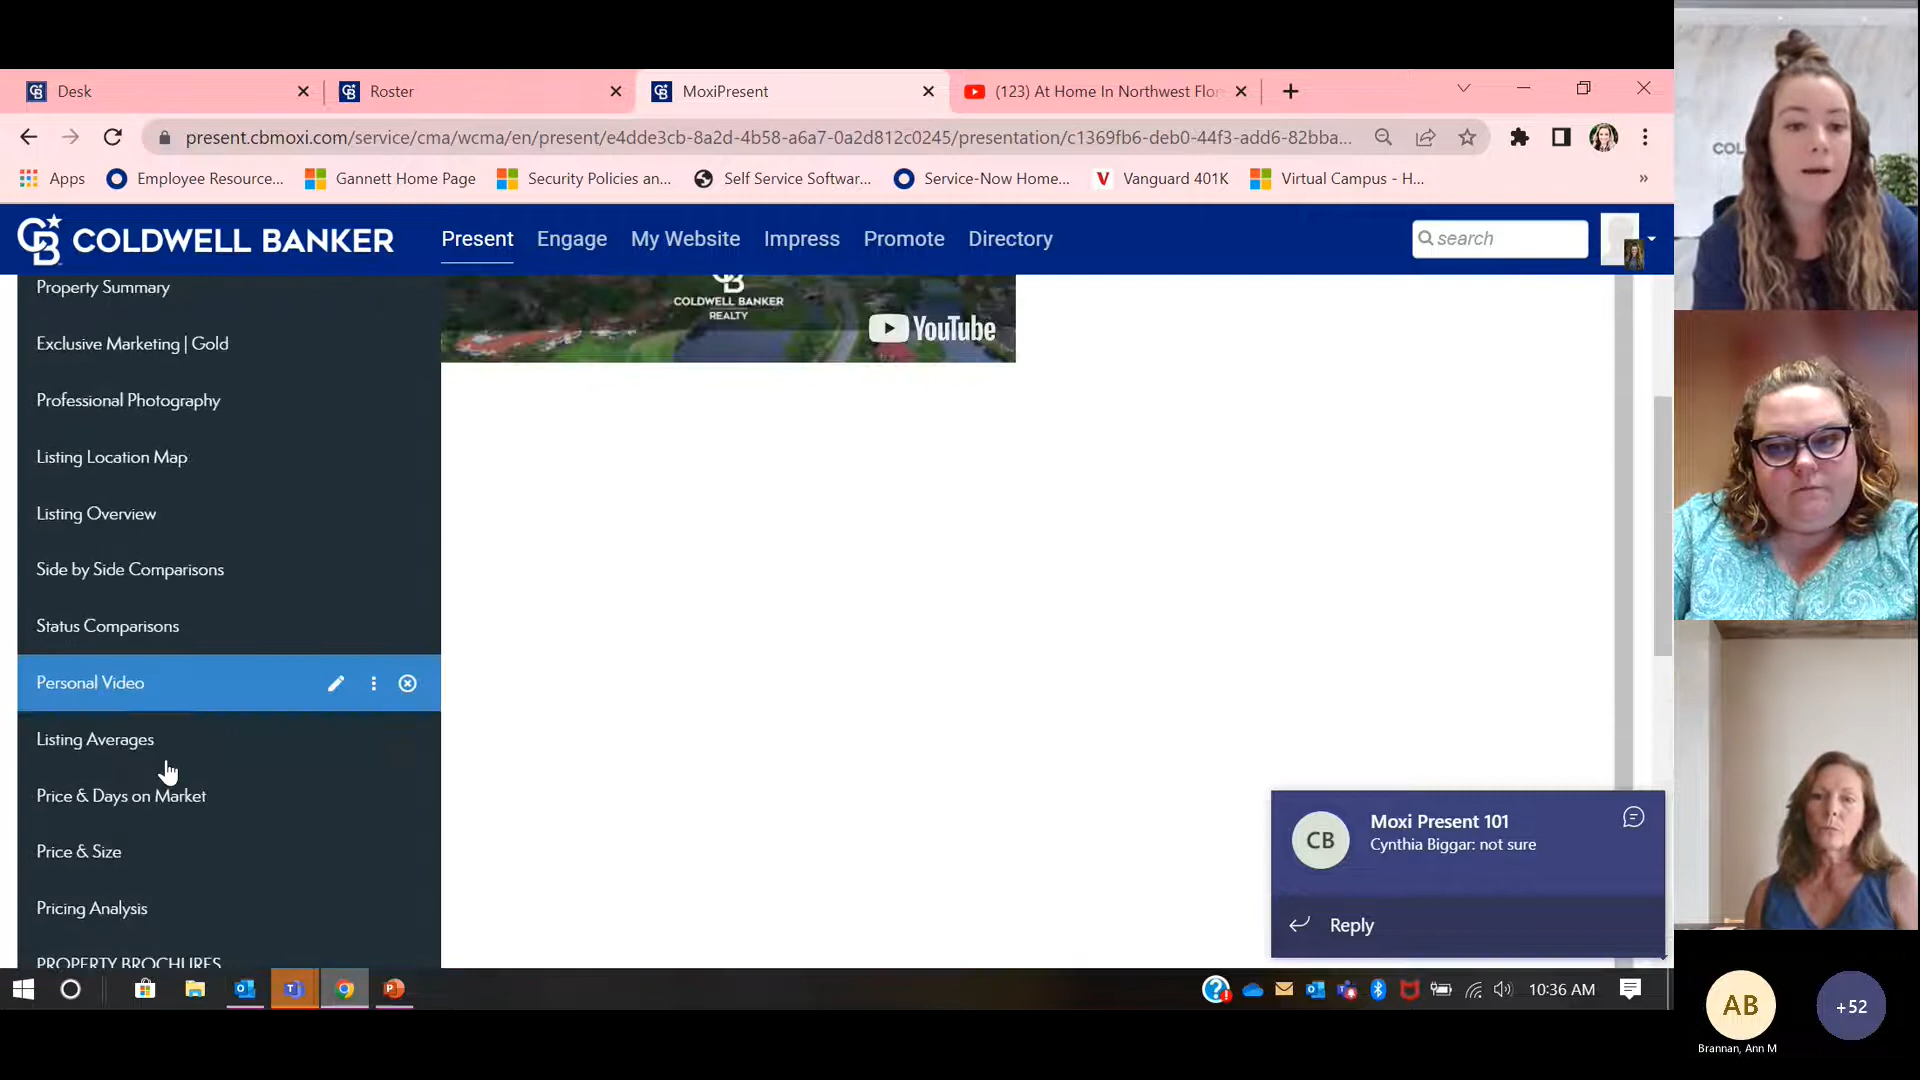 Desk
Roster
MoxiPresent
(123) At Home In Northwest Flor
present.cbmoxi.com/service/cma/wcma/en/present/e4dde3cb-8a2d-4b58-a6a7-0a2d812c0245/presentation/c1369fb6-deb0-44f3-add6-82bba...
Apps
Employee Resource...
Gannett Home Page
Security Policies an...
Self Service Softwar...
Service-Now Home...
Vanguard 401K
Virtual Campus - H...
»
COLDWELL BANKER
Present
Engage
My Website
Impress
Promote
Directory
search
Property Summary
Exclusive Marketing | Gold
Professional Photography
Listing Location Map
Listing Overview
Side by Side Comparisons
Status Comparisons
Personal Video
Listing Averages
Price & Days on Market
Price & Size
Pricing Analysis
PROPERTY BROCHURES
COLDWELL BANKER
REALTY
YouTube
CB
Moxi Present 101
Cynthia Biggar: not sure
Reply
10:36 AM
COL
AB
+52
Brannan, Ann M